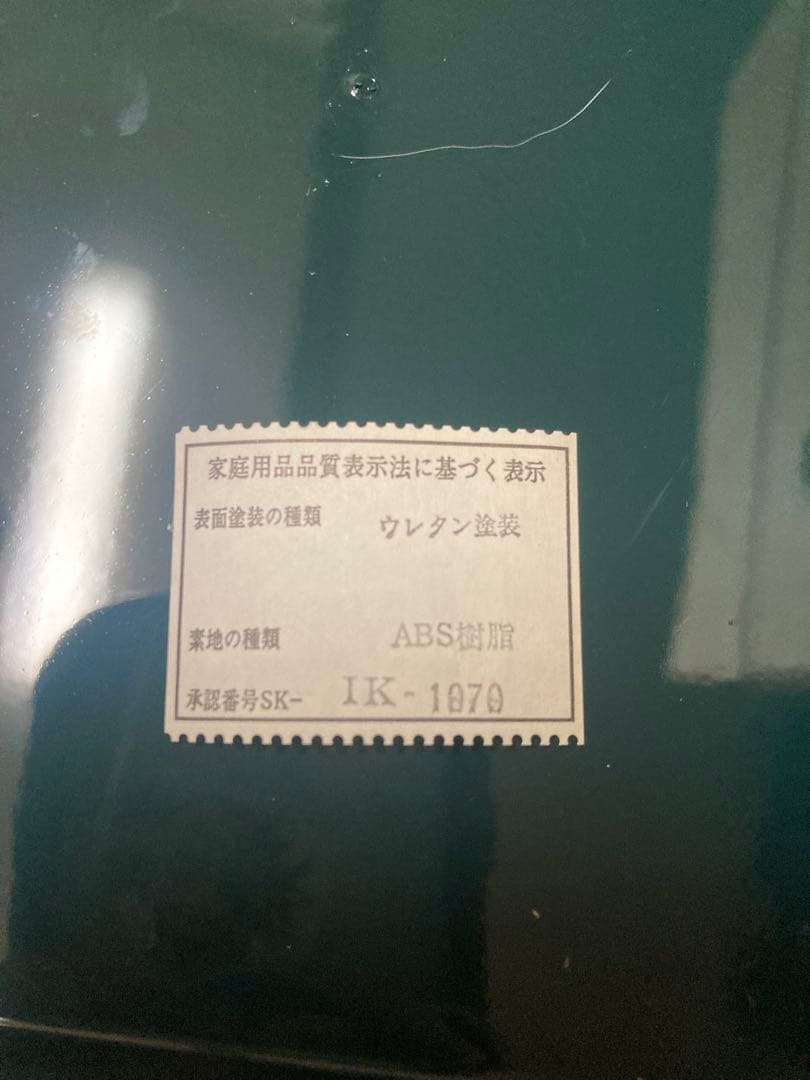 家庭用品品質表示法に基づく表示
表面塗装の種類 ウレタン塗装
素地の種類 ABS樹脂
承認番号SK- IK-1070